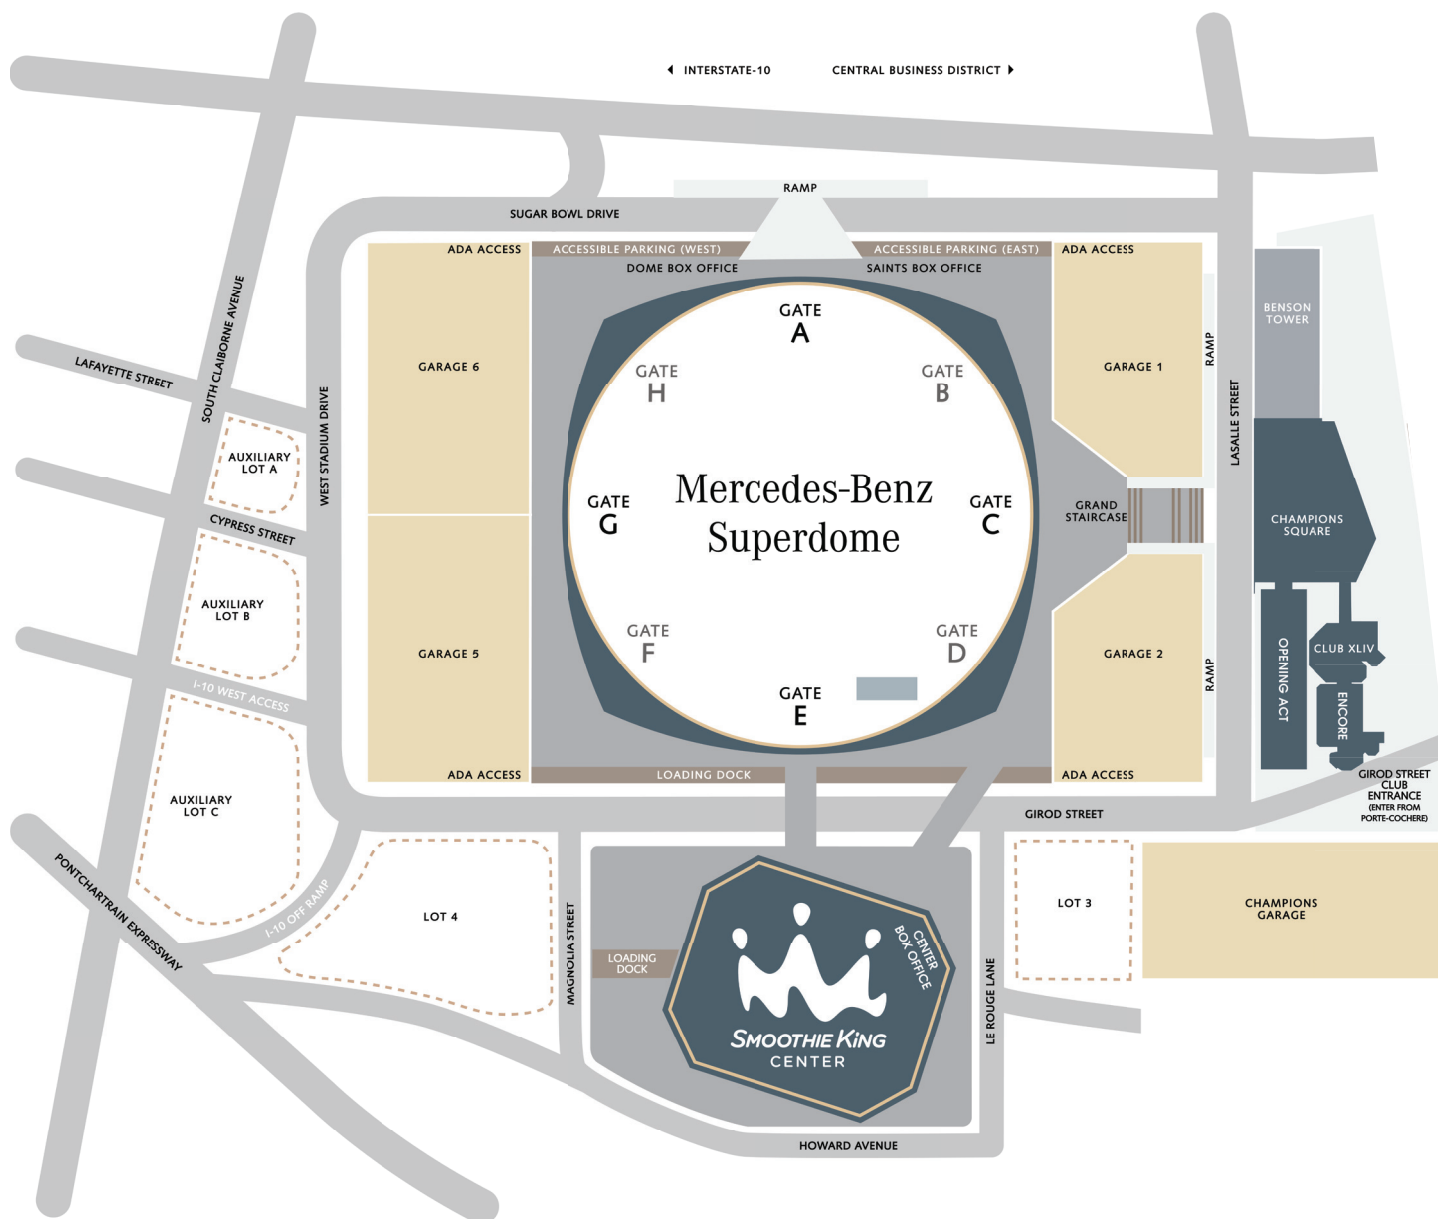 INTERSTATE-10
CENTRAL BUSINESS DISTRICT
RAMP
SUGAR BOWL DRIVE
ADA ACCESS
ACCESSIBLE PARKING (WEST)
ACCESSIBLE PARKING (EAST)
ADA ACCESS
DOME BOX OFFICE
SAINTS BOX OFFICE
BENSON
TOWER
GATE
A
GATE
H
GATE
B
GARAGE 6
GARAGE 1
RAMP
LAFAYETTE STREET
SOUTH CLAIBORNE AVENUE
WEST STADIUM DRIVE
LASALLE STREET
AUXILIARY
LOT A
GATE
G
Mercedes-Benz
Superdome
GATE
C
GRAND
STAIRCASE
CHAMPIONS
SQUARE
CYPRESS STREET
AUXILIARY
LOT B
GATE
F
GATE
D
GARAGE 5
GARAGE 2
RAMP
OPENING ACT
CLUB XLIV
ENCORE
I-10 WEST ACCESS
GATE
E
ADA ACCESS
LOADING DOCK
ADA ACCESS
GIROD STREET
CLUB
ENTRANCE
(ENTER FROM
PORTE-COCHERE)
AUXILIARY
LOT C
GIROD STREET
PONTCHARTRAIN EXPRESSWAY
I-10 OFF RAMP
LOT 4
MAGNOLIA STREET
LOADING
DOCK
CENTER
BOX OFFICE
LE ROUGE LANE
LOT 3
CHAMPIONS
GARAGE
SMOOTHIE KING
CENTER
HOWARD AVENUE